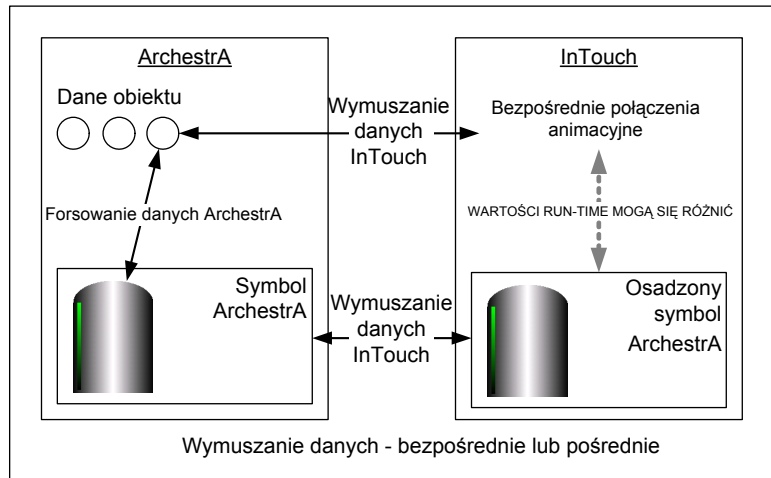 ArchestrA
Dane obiektu
Forsowanie danych ArchestrA
Symbol
ArchestrA
Wymuszanie
danych
InTouch
Wymuszanie
danych
InTouch
InTouch
Bezpośrednie połączenia
animacyjne
WARTOŚCI RUN-TIME MOGĄ SIĘ RÓŻNIĆ
Osadzony
symbol
ArchestrA
Wymuszanie danych - bezpośrednie lub pośrednie